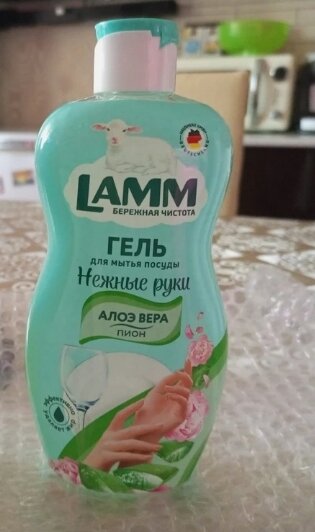 LAMM
БЕРЕЖНАЯ ЧИСТОТА
ГЕЛЬ
для мытья посуды
Нежные руки
АЛОЭ ВЕРА
ПИОН